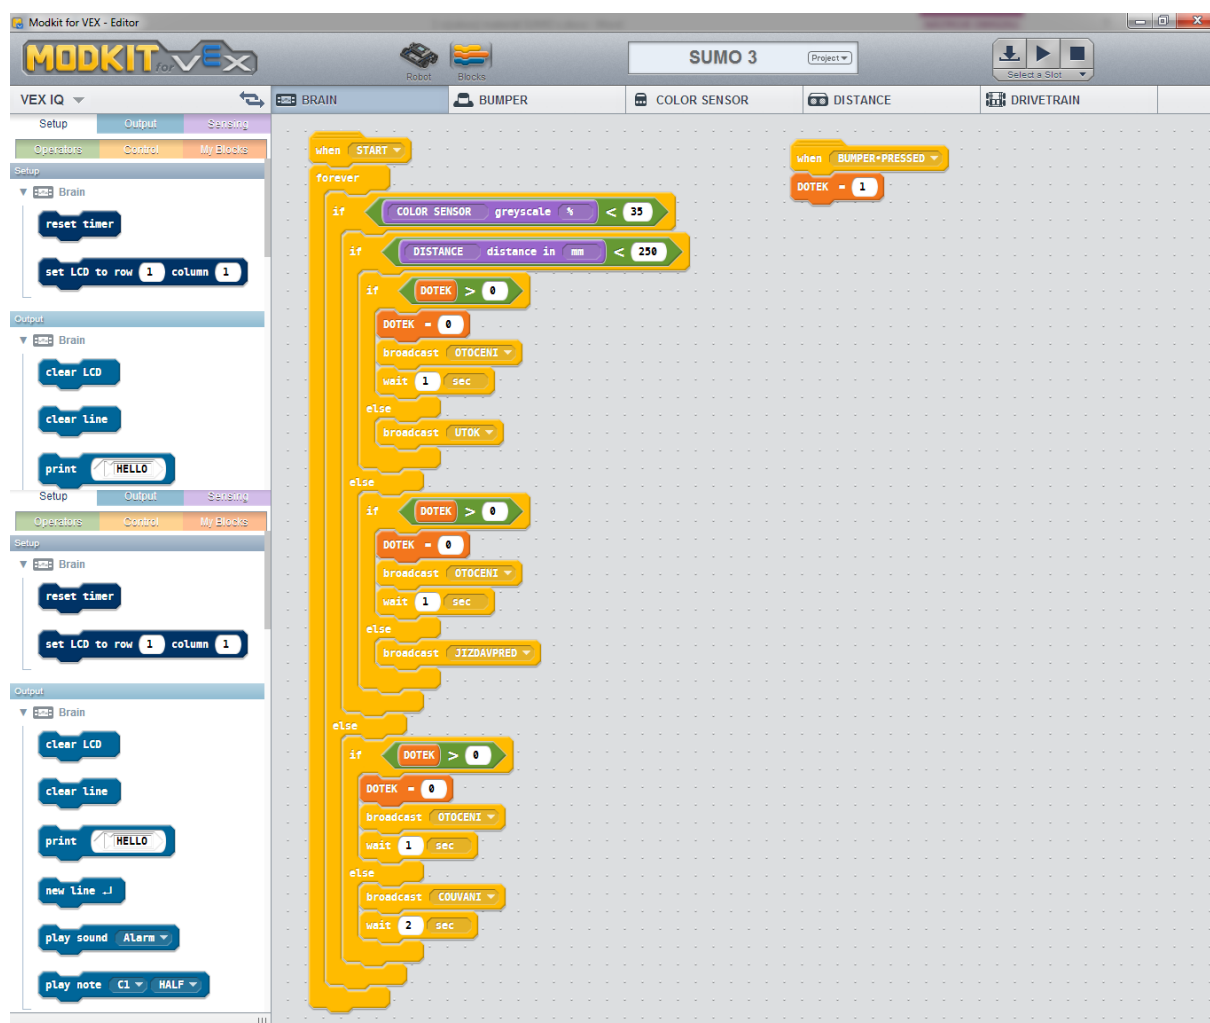 Modkit for VEX - Editor
MODKIT for VEX
Robot
Blocks
SUMO 3
Project
Select a Slot
VEX IQ
BRAIN
BUMPER
COLOR SENSOR
DISTANCE
DRIVETRAIN
Setup Output Sensing
Operators Control My Blocks
Setup
Brain
reset timer
set LCD to row 1 column 1
Output
Brain
clear LCD
clear line
print HELLO
Setup Output Sensing
Operators Control My Blocks
Setup
Brain
reset timer
set LCD to row 1 column 1
Output
Brain
clear LCD
clear line
print HELLO
new line
play sound Alarm
play note C1 HALF
when START
forever
if COLOR SENSOR greyscale % < 35
if DISTANCE distance in mm < 250
if DOTEK > 0
DOTEK = 0
broadcast OTOCENI
wait 1 sec
else
broadcast UTOK
else
if DOTEK > 0
DOTEK = 0
broadcast OTOCENI
wait 1 sec
else
broadcast JIZDAVPRED
else
if DOTEK > 0
DOTEK = 0
broadcast OTOCENI
wait 1 sec
else
broadcast COUVANI
wait 2 sec
when BUMPER•PRESSED
DOTEK = 1